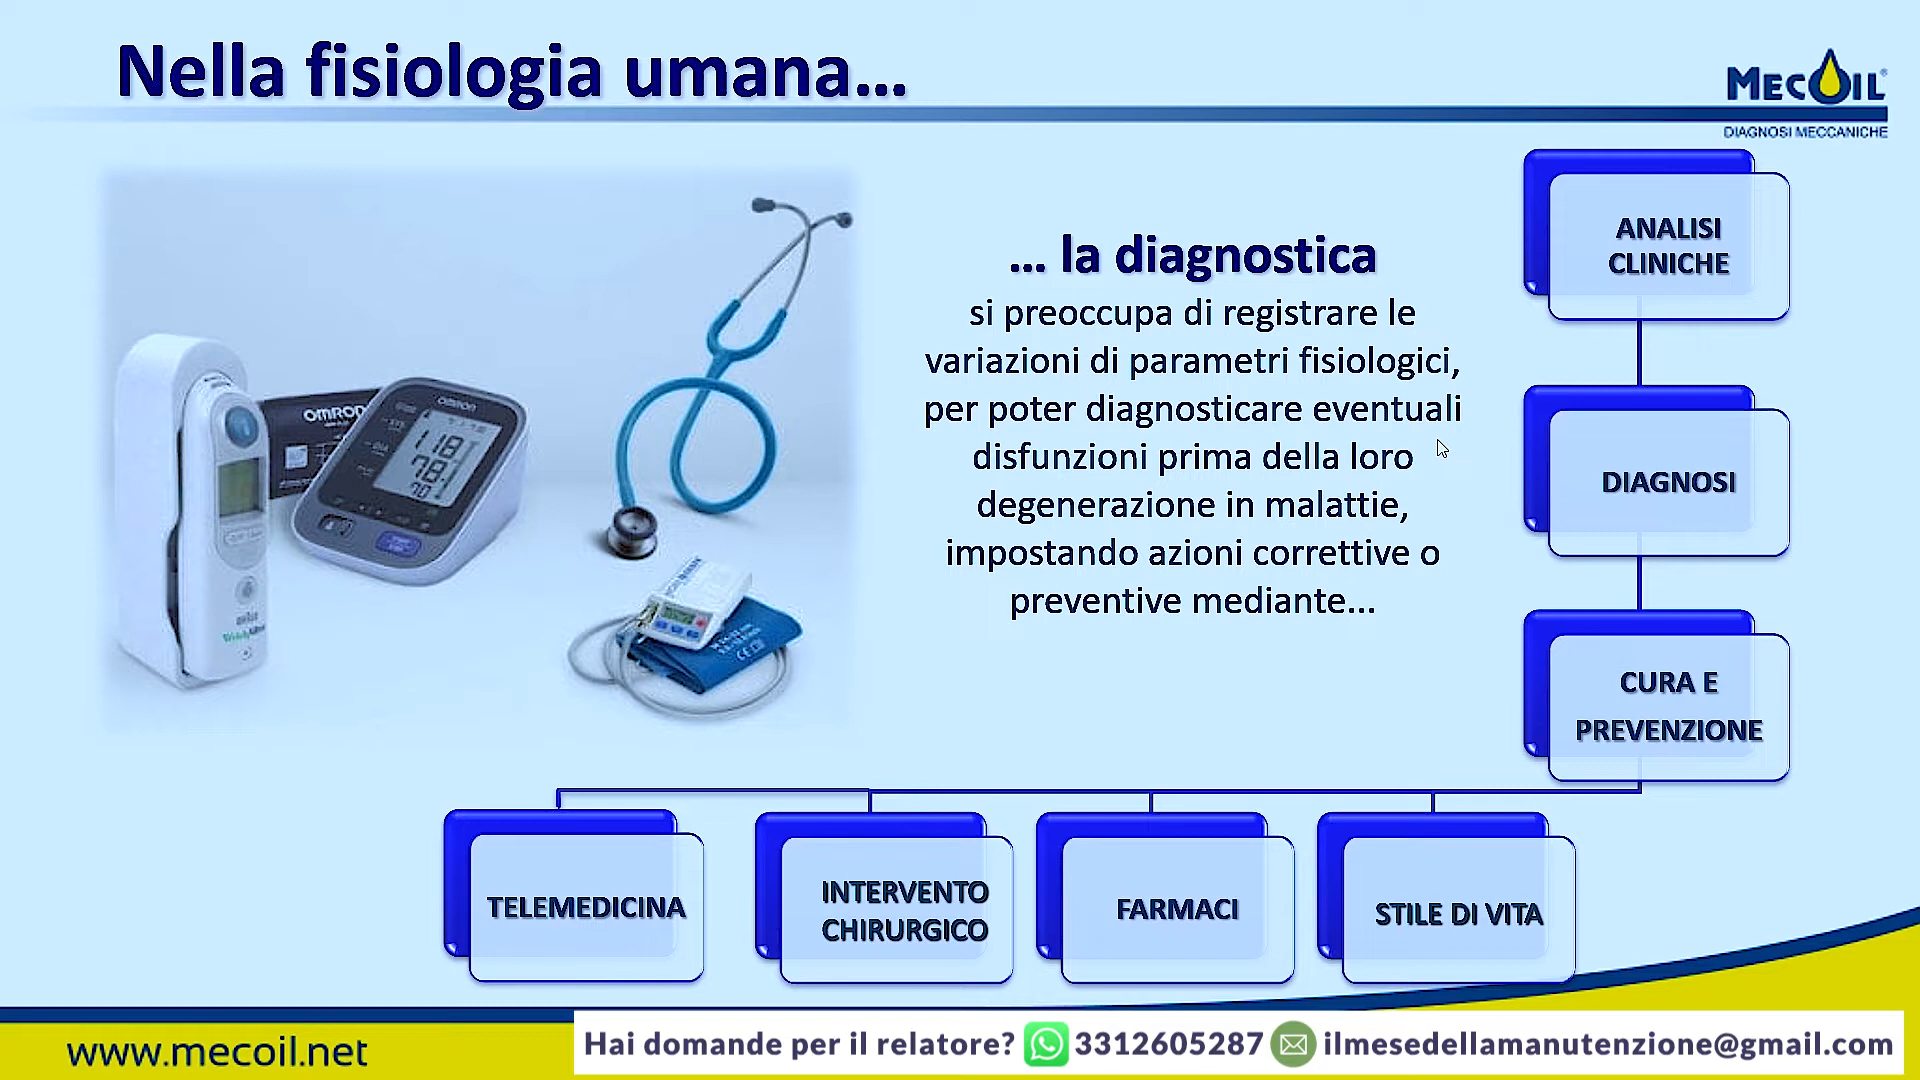 Nella fisiologia umana...
MECOIL®
DIAGNOSI MECCANICHE
... la diagnostica
si preoccupa di registrare le
variazioni di parametri fisiologici,
per poter diagnosticare eventuali
disfunzioni prima della loro
degenerazione in malattie,
impostando azioni correttive o
preventive mediante...
ANALISI
CLINICHE
DIAGNOSI
CURA E
PREVENZIONE
TELEMEDICINA
INTERVENTO
CHIRURGICO
FARMACI
STILE DI VITA
OMRON
OMRON
118
78
70
www.mecoil.net
Hai domande per il relatore? 3312605287 ilmesedellamanutenzione@gmail.com